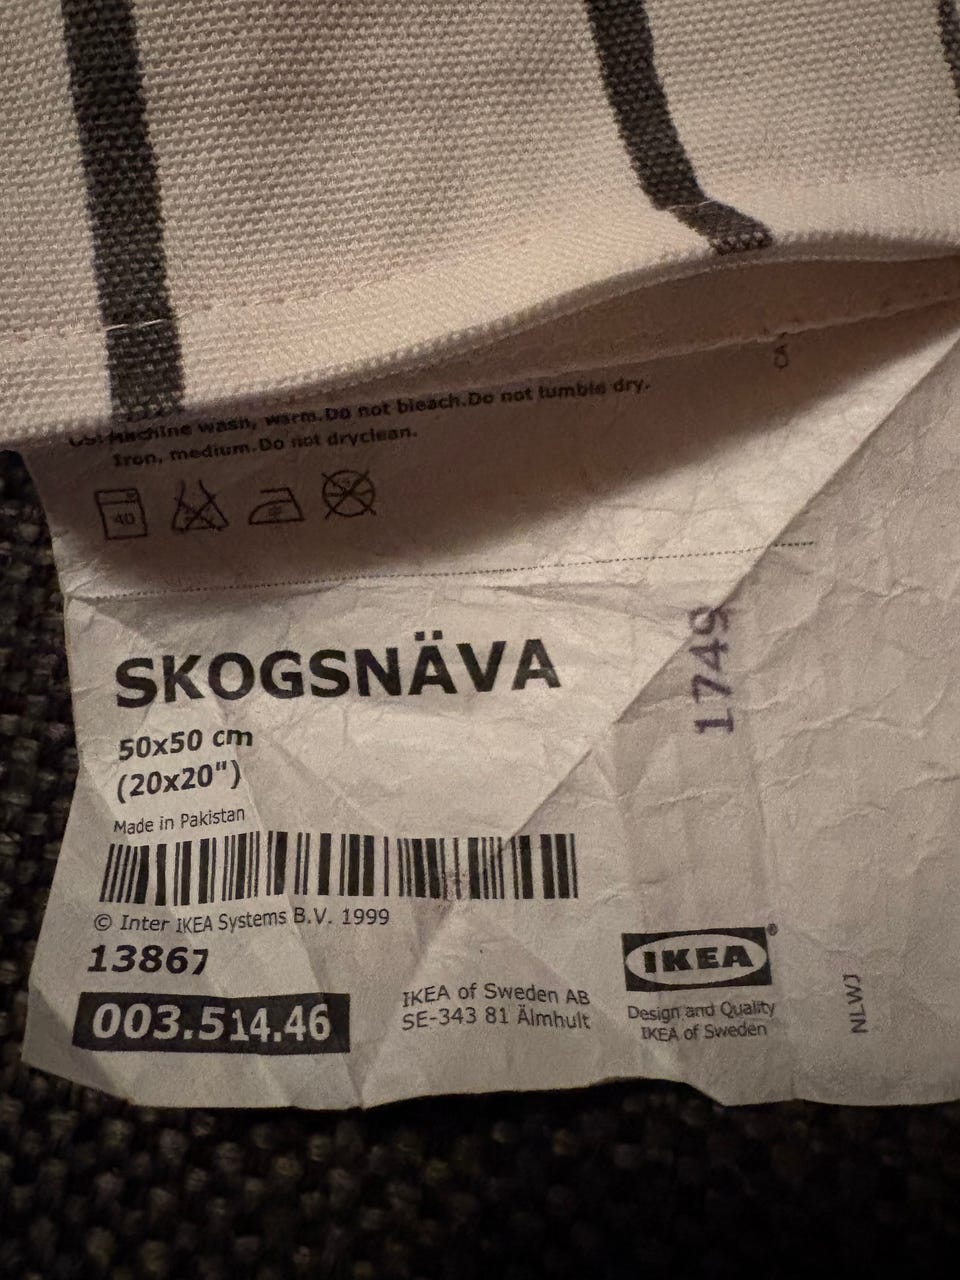 US: Machine wash, warm.Do not bleach.Do not tumble dry.
Iron, medium.Do not dryclean.
40
SKOGSNÄVA
50x50 cm
(20x20")
Made in Pakistan
© Inter IKEA Systems B.V. 1999
13867
003.514.46
IKEA of Sweden AB
SE-343 81 Älmhult
IKEA®
Design and Quality
IKEA of Sweden
1749
NLWJ